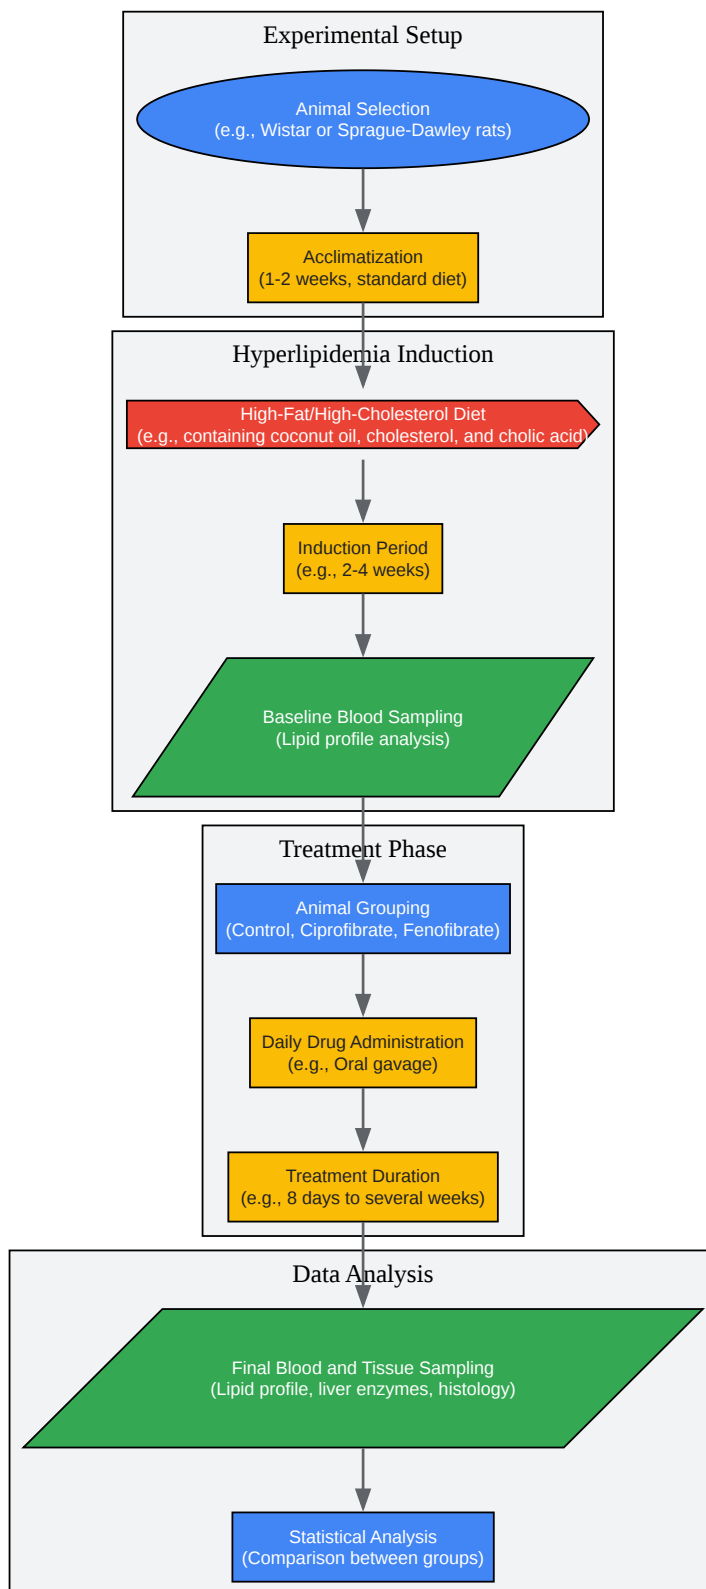 Experimental Setup
Animal Selection
(e.g., Wistar or Sprague-Dawley rats)
Acclimatization
(1-2 weeks, standard diet)
Hyperlipidemia Induction
High-Fat/High-Cholesterol Diet
(e.g., containing coconut oil, cholesterol, and cholic acid)
Induction Period
(e.g., 2-4 weeks)
Baseline Blood Sampling
(Lipid profile analysis)
Treatment Phase
Animal Grouping
(Control, Ciprofibrate, Fenofibrate)
Daily Drug Administration
(e.g., Oral gavage)
Treatment Duration
(e.g., 8 days to several weeks)
Data Analysis
Final Blood and Tissue Sampling
(Lipid profile, liver enzymes, histology)
Statistical Analysis
(Comparison between groups)